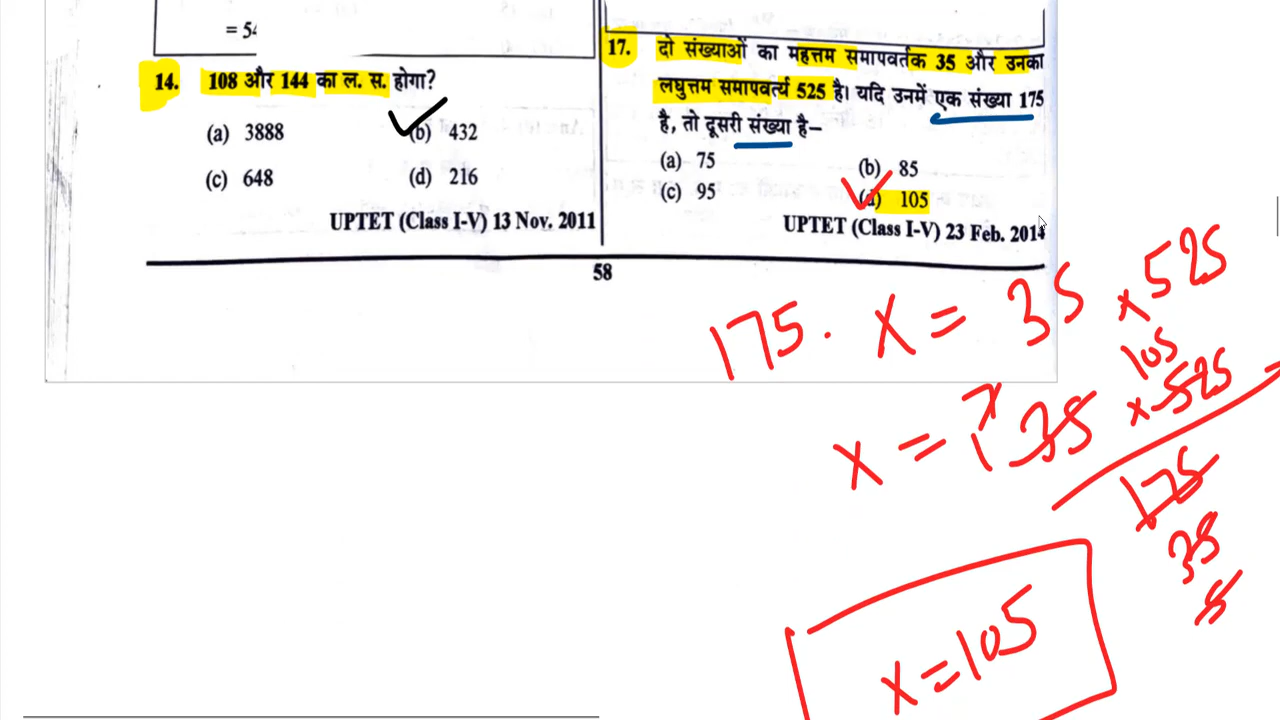 = 54
14. 108 और 144 का ल. स. होगा?
(a) 3888 (b) 432
(c) 648 (d) 216
UPTET (Class I-V) 13 Nov. 2011
17. दो संख्याओं का महत्तम समापवर्तक 35 और उनका
लघुत्तम समापवर्त्य 525 है। यदि उनमें एक संख्या 175
है, तो दूसरी संख्या है–
(a) 75 (b) 85
(c) 95 (d) 105
UPTET (Class I-V) 23 Feb. 2014
58
175. x = 35 x 525
105
x = 35 x 525
175
35
5
x = 105